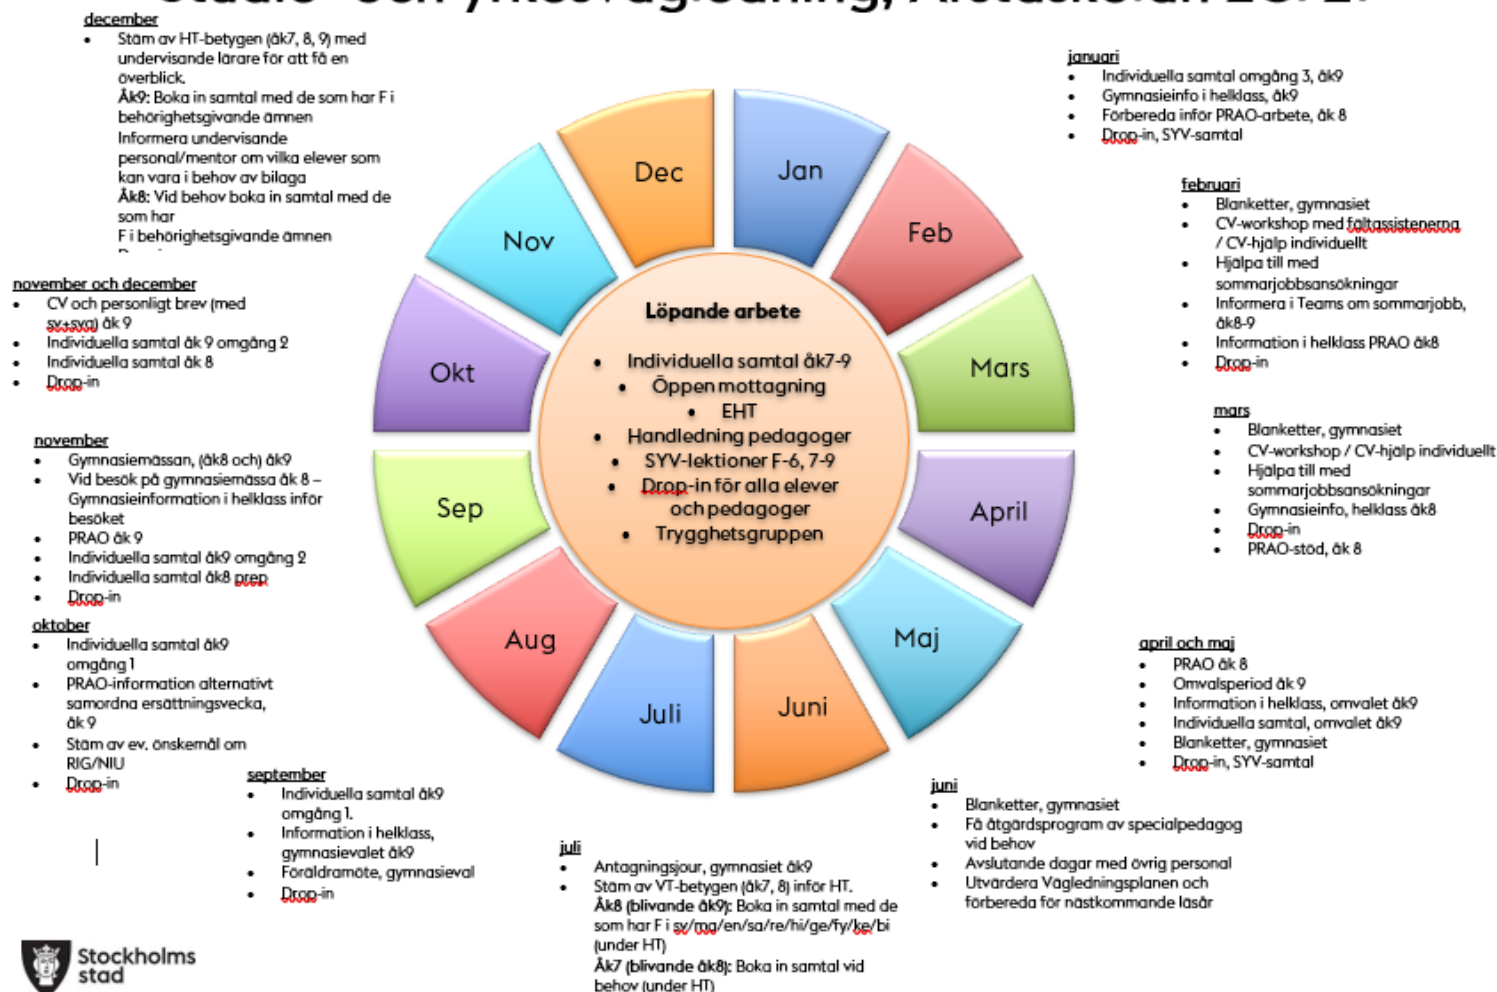 december
• Stäm av HT-betygen (åk7, 8, 9) med
undervisande lärare för att få en
överblick.
Åk9: Boka in samtal med de som har F i
behörighetsgivande ämnen
Informera undervisande
personal/mentor om vilka elever som
kan vara i behov av bilaga
Åk8: Vid behov boka in samtal med de
som har
F i behörighetsgivande ämnen
november och december
• CV och personligt brev (med
sv+sva) åk 9
• Individuella samtal åk 9 omgång 2
• Individuella samtal åk 8
• Drop-in
november
• Gymnasiemässan, (åk8 och) åk9
• Vid besök på gymnasiemässa åk 8 –
Gymnasieinformation i helklass inför
besöket
• PRAO åk 9
• Individuella samtal åk9 omgång 2
• Individuella samtal åk8 prep
• Drop-in
oktober
• Individuella samtal åk9
omgång 1
• PRAO-information alternativt
samordna ersättningsvecka,
åk 9
• Stäm av ev. önskemål om
RIG/NIU
• Drop-in
september
• Individuella samtal åk9
omgång 1.
• Information i helklass,
gymnasievalet åk9
• Föräldramöte, gymnasieval
• Drop-in
Dec
Jan
Nov
Feb
Okt
Mars
Sep
April
Aug
Maj
Juli
Juni
Löpande arbete
• Individuella samtal åk7-9
• Öppen mottagning
• EHT
• Handledning pedagoger
• SYV-lektioner F-6, 7-9
• Drop-in för alla elever
och pedagoger
• Trygghetsgruppen
januari
• Individuella samtal omgång 3, åk9
• Gymnasieinfo i helklass, åk9
• Förbereda inför PRAO-arbete, åk 8
• Drop-in, SYV-samtal
februari
• Blanketter, gymnasiet
• CV-workshop med fältassistenerna
/ CV-hjälp individuellt
• Hjälpa till med
sommarjobbsansökningar
• Informera i Teams om sommarjobb,
åk8-9
• Information i helklass PRAO åk8
• Drop-in
mars
• Blanketter, gymnasiet
• CV-workshop / CV-hjälp individuellt
• Hjälpa till med
sommarjobbsansökningar
• Gymnasieinfo, helklass åk8
• Drop-in
• PRAO-stöd, åk 8
april och maj
• PRAO åk 8
• Omvalsperiod åk 9
• Information i helklass, omvalet åk9
• Individuella samtal, omvalet åk9
• Blanketter, gymnasiet
• Drop-in, SYV-samtal
juni
• Blanketter, gymnasiet
• Få åtgärdsprogram av specialpedagog
vid behov
• Avslutande dagar med övrig personal
• Utvärdera Vägledningsplanen och
förbereda för nästkommande läsår
juli
• Antagningsjour, gymnasiet åk9
• Stäm av VT-betygen (åk7, 8) inför HT.
Åk8 (blivande åk9): Boka in samtal med de
som har F i sv/ma/en/sa/re/hi/ge/fy/ke/bi
(under HT)
Åk7 (blivande åk8): Boka in samtal vid
behov (under HT)
Stockholms
stad